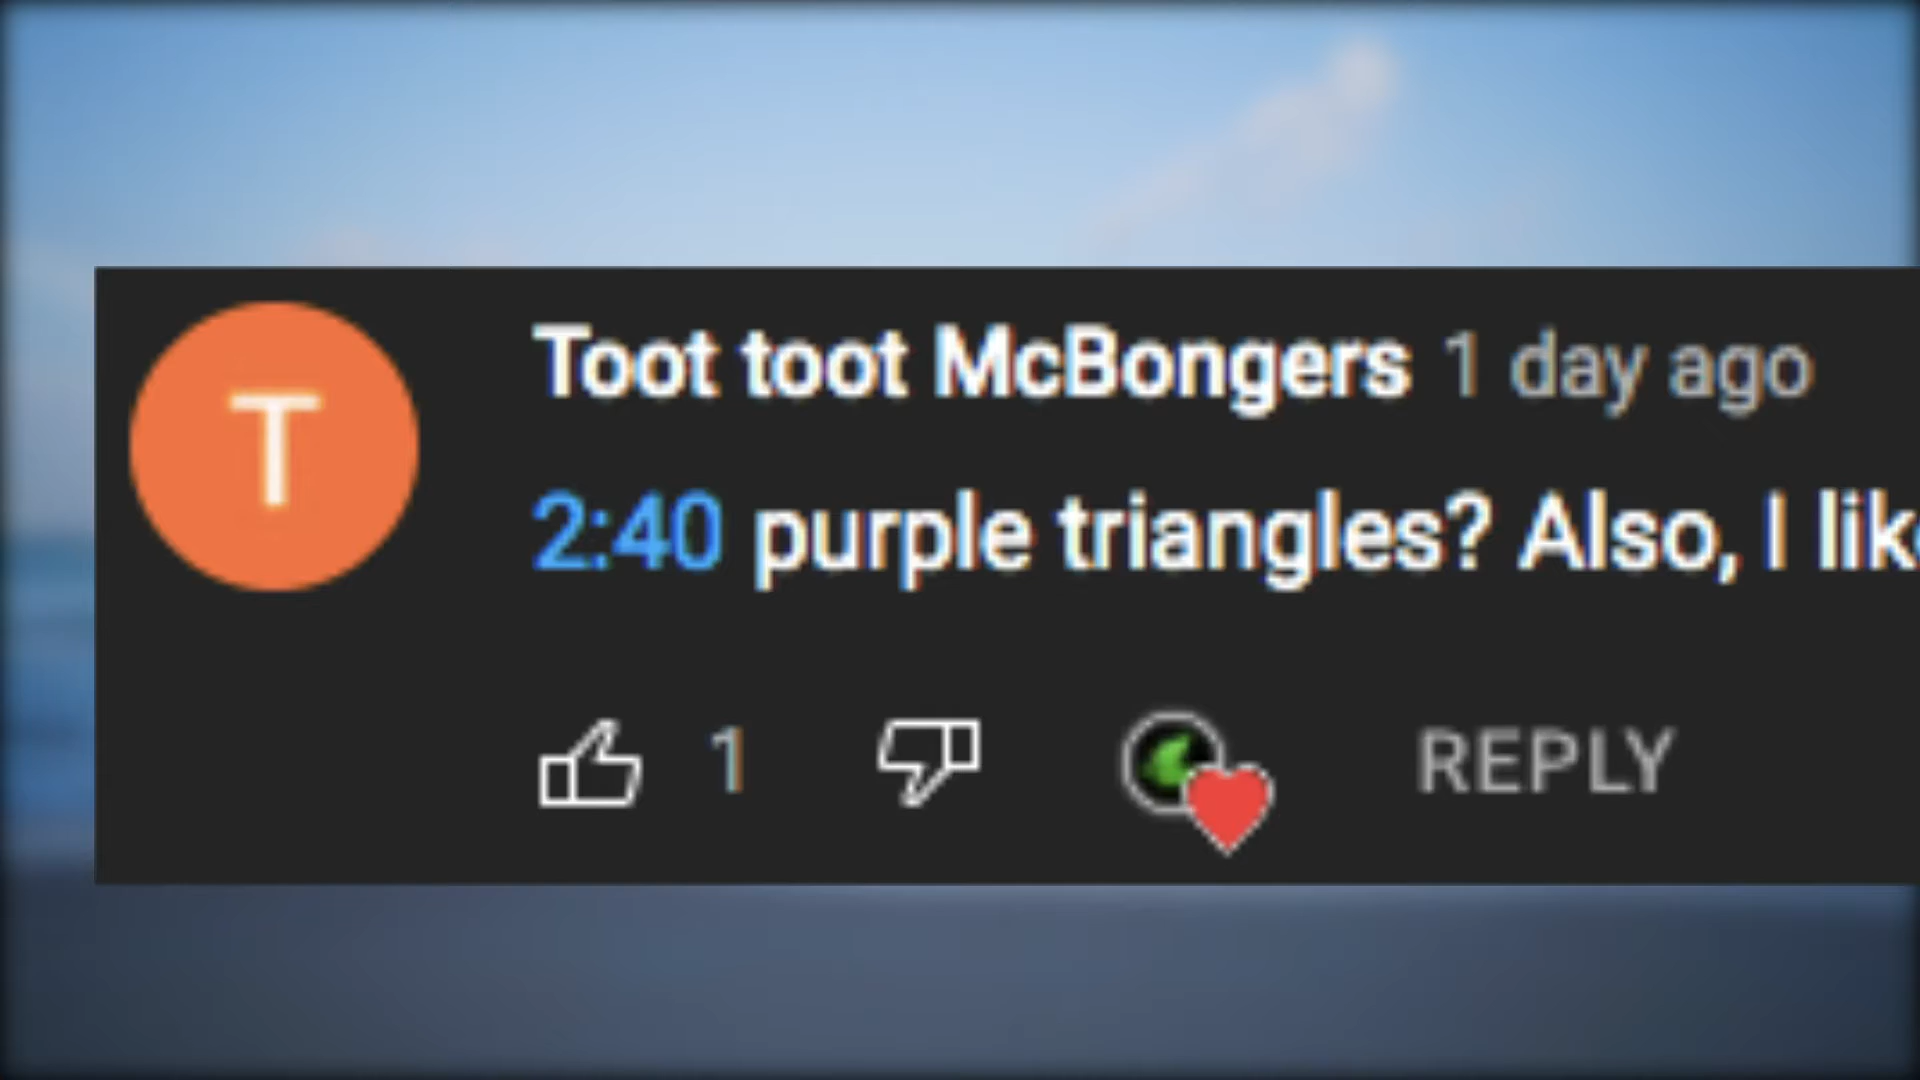 T
Toot toot McBongers 1 day ago
2:40 purple triangles? Also, I lik
1
REPLY